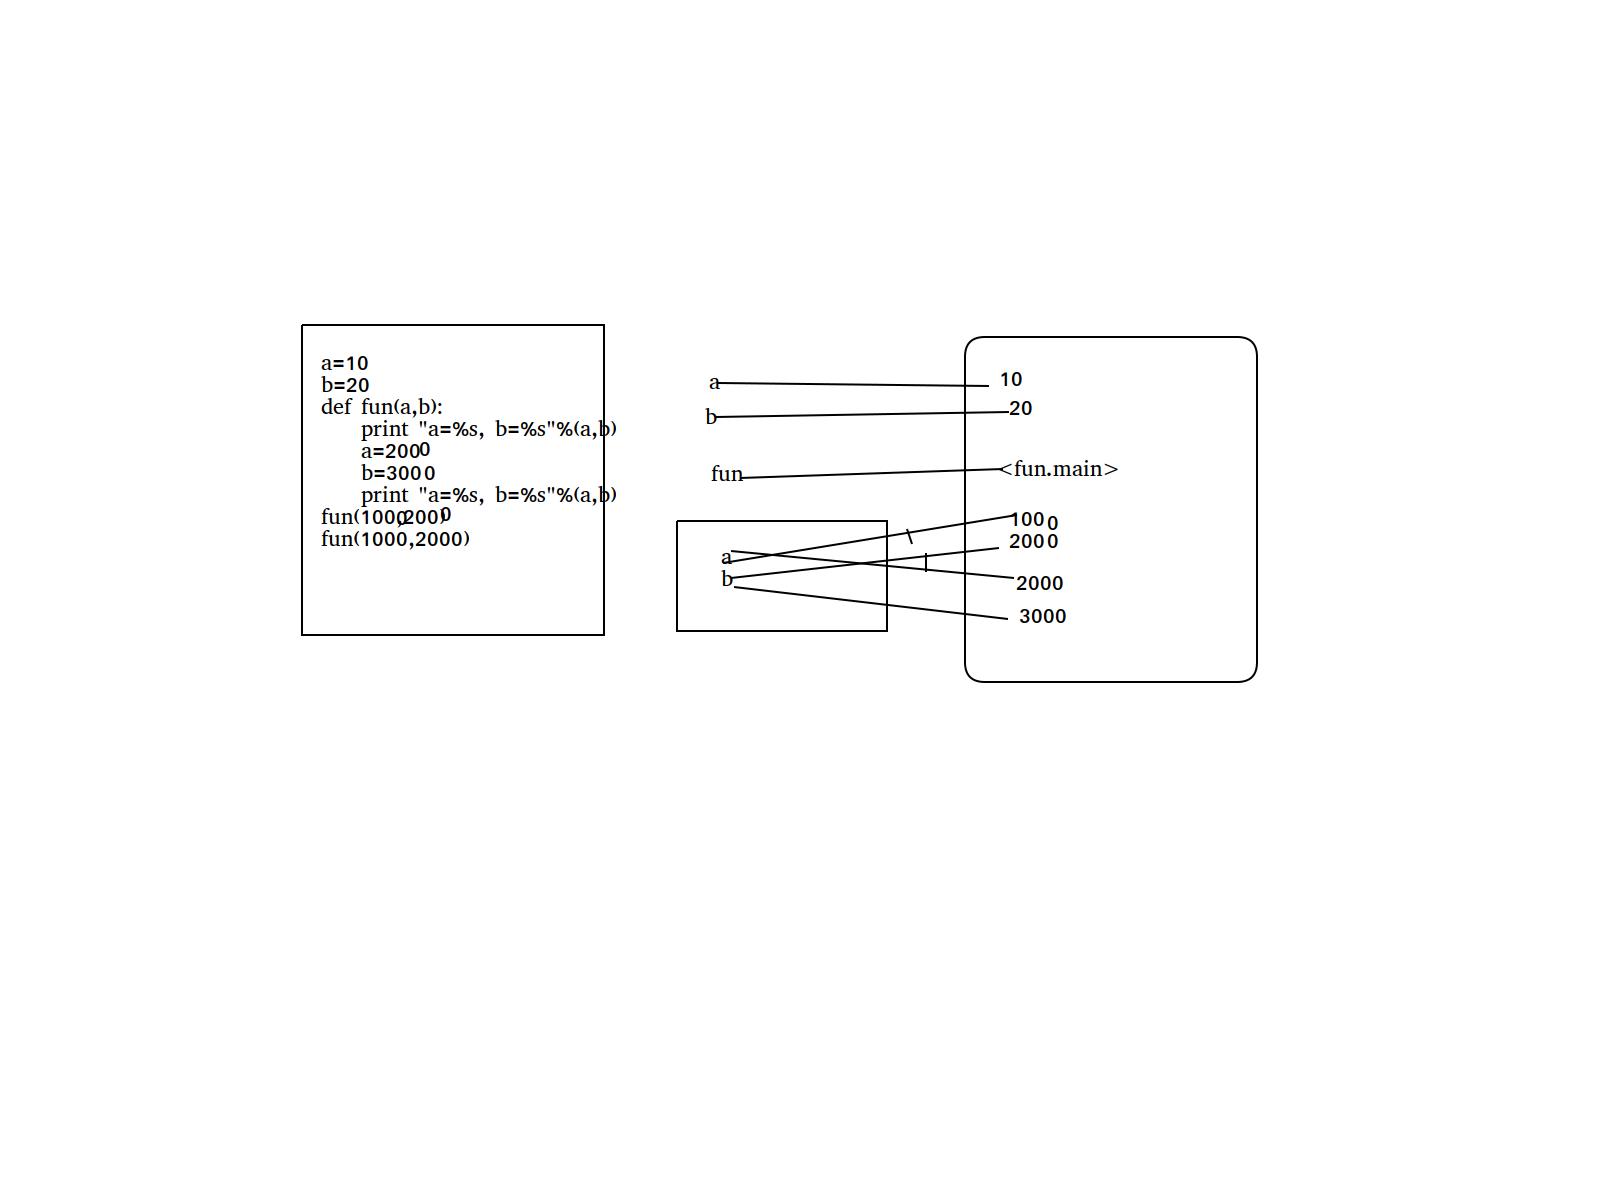 a=10
b=20
def fun(a,b):
    print "a=%s, b=%s"%(a,b)
    a=2000
    b=3000
    print "a=%s, b=%s"%(a,b)
fun(1000,2000)
fun(1000,2000)
a
b
fun
a
b
10
20
<fun.main>
1000
2000
2000
3000